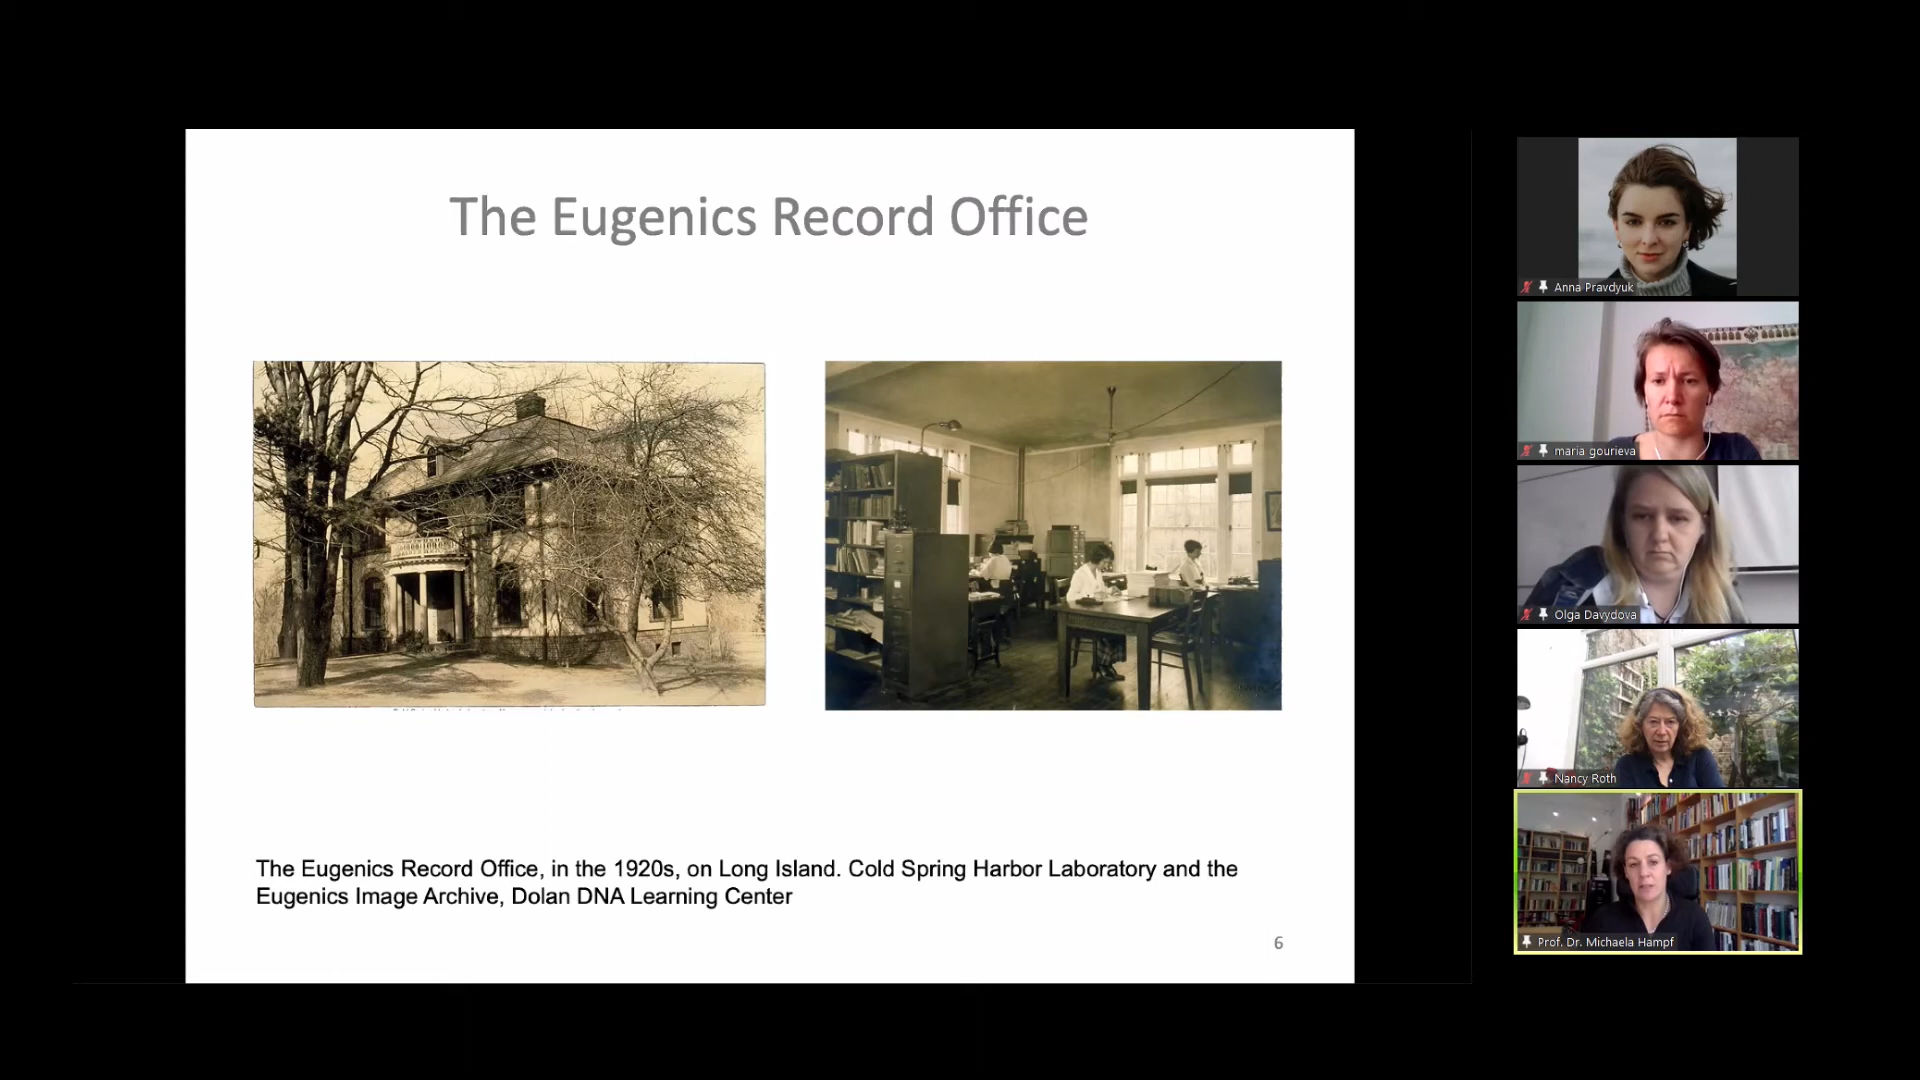 The Eugenics Record Office
The Eugenics Record Office, in the 1920s, on Long Island. Cold Spring Harbor Laboratory and the
Eugenics Image Archive, Dolan DNA Learning Center
6
Anna Pravdyuk
maria gourieva
Olga Davydova
Nancy Roth
Prof. Dr. Michaela Hampf